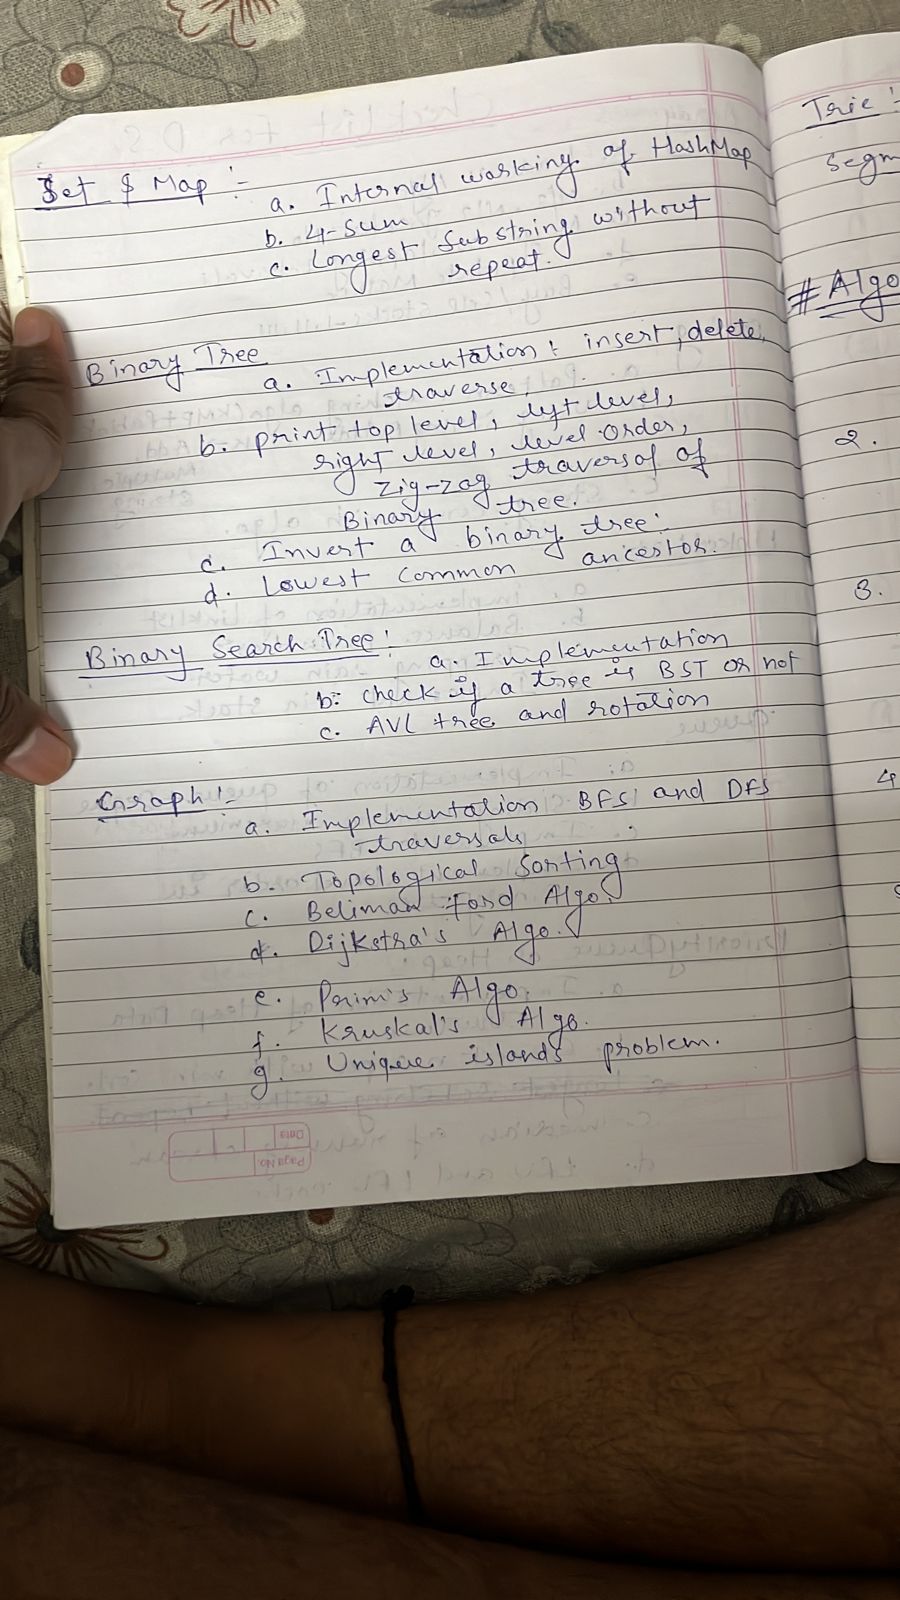 Set & Map :-
a. Internal working of HashMap
b. 4-sum
c. Longest Substring without
repeat.
Binary Tree
a. Implementation : insert, delete,
traverse.
b. print top level, left level,
right level, level order,
zig-zag traversal of
Binary tree.
c. Invert a binary tree.
d. Lowest common ancestor.
Binary Search Tree :
a. Implementation
b. check if a tree is BST or not
c. AVL tree and rotation
Graph :-
a. Implementation BFS and DFS
traversals
b. Topological Sorting
c. Bellman Ford Algo.
d. Dijkstra's Algo.
e. Prim's Algo.
f. Kruskal's Algo.
g. Unique islands problem.
Page No.
Date
Trie :
Segm
# Algo
2.
3.
4